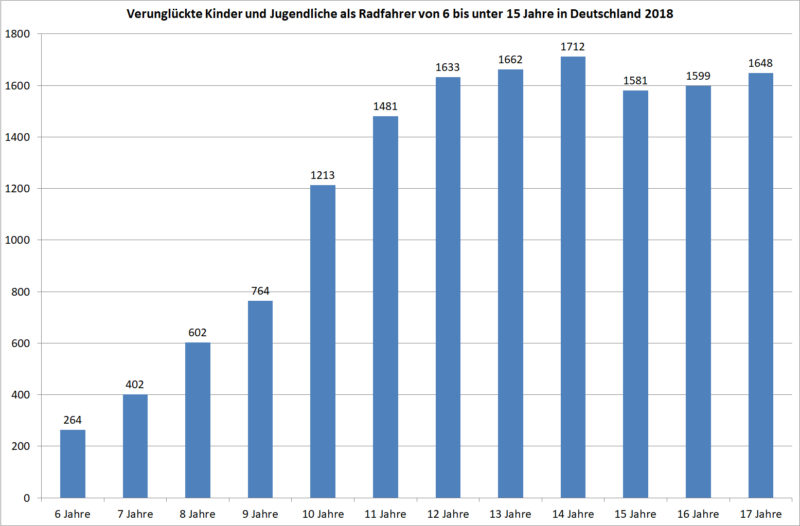 Verunglückte Kinder und Jugendliche als Radfahrer von 6 bis unter 15 Jahre in Deutschland 2018
1800
1600
1400
1200
1000
800
600
400
200
0
264
402
602
764
1213
1481
1633
1662
1712
1581
1599
1648
6 Jahre
7 Jahre
8 Jahre
9 Jahre
10 Jahre
11 Jahre
12 Jahre
13 Jahre
14 Jahre
15 Jahre
16 Jahre
17 Jahre